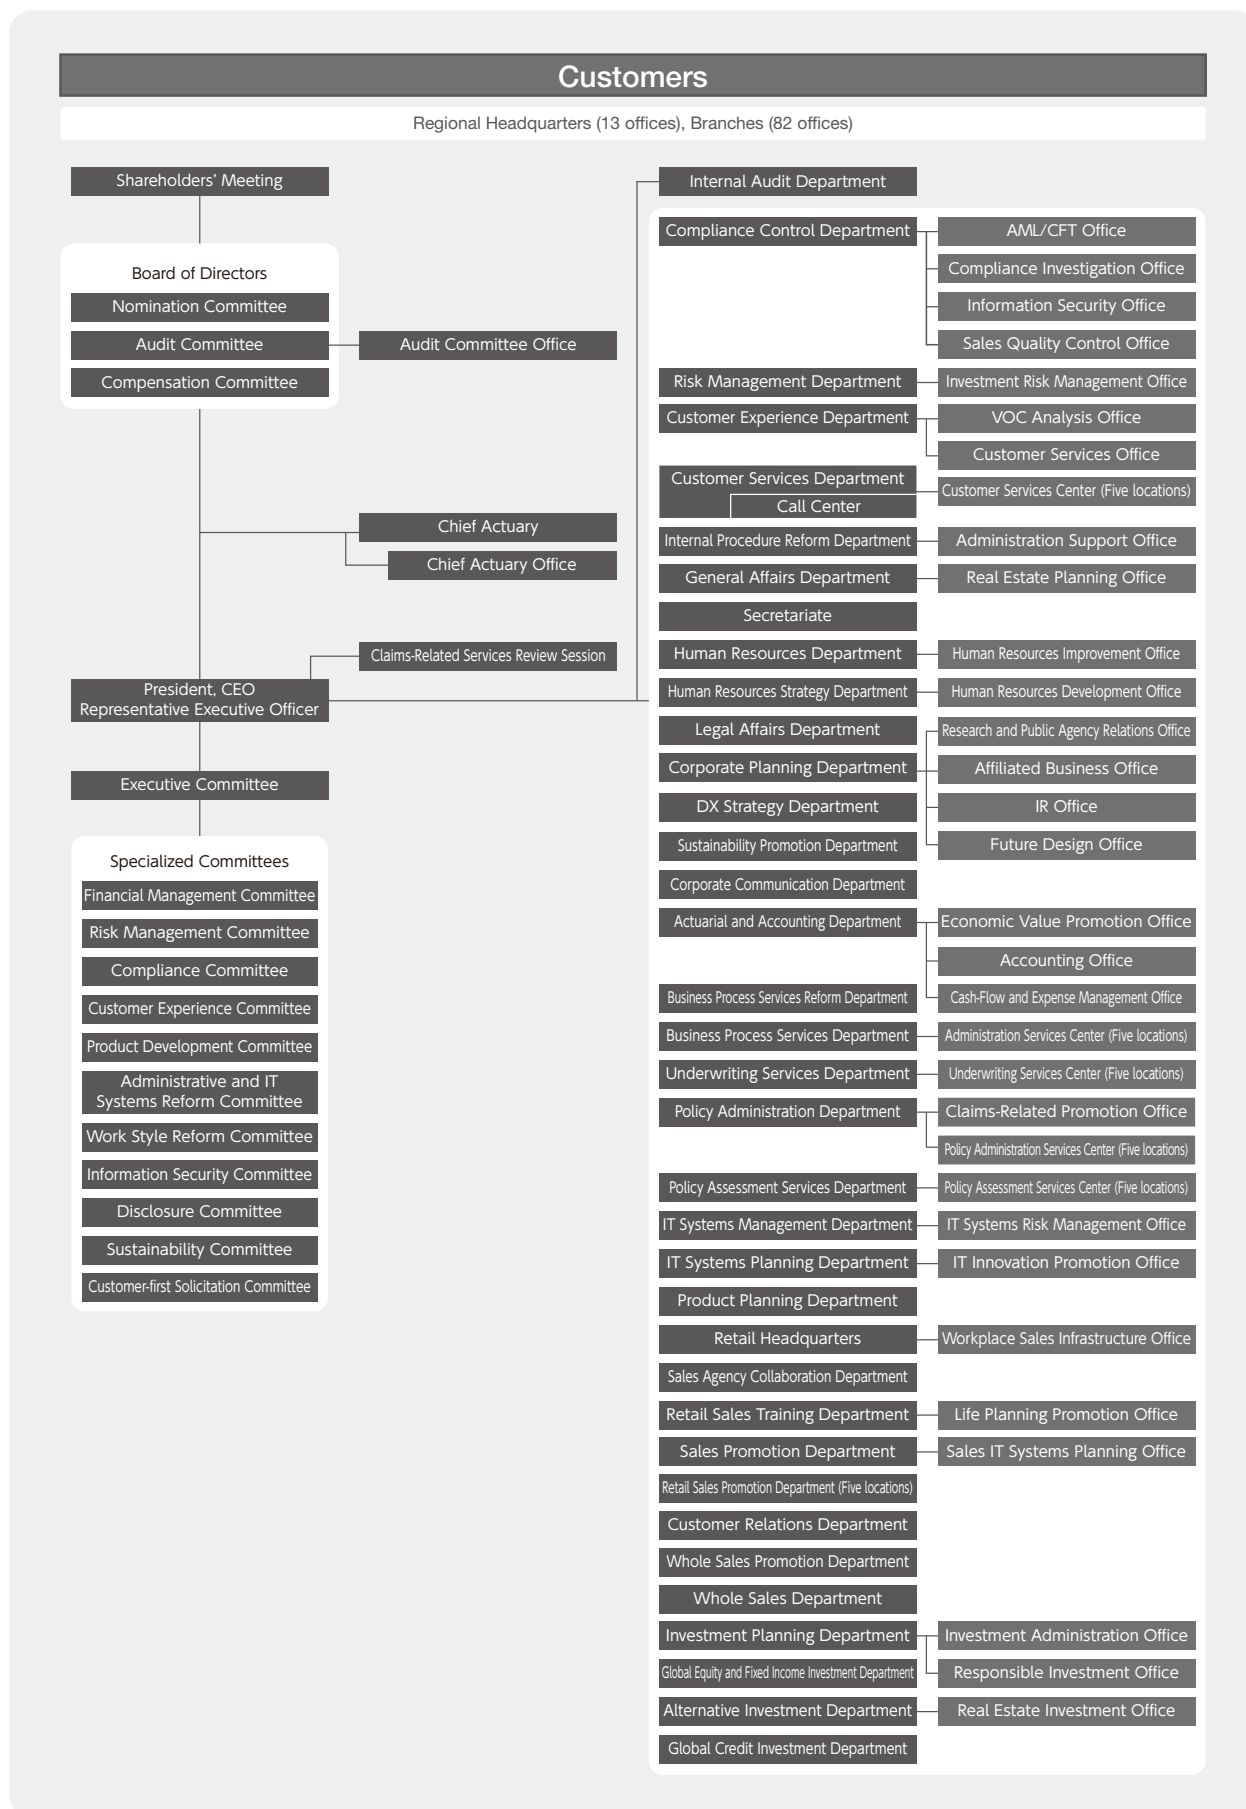 Customers
Regional Headquarters (13 offices), Branches (82 offices)
Shareholders' Meeting
Board of Directors
Nomination Committee
Audit Committee
Audit Committee Office
Compensation Committee
Chief Actuary
Chief Actuary Office
Claims-Related Services Review Session
President, CEO
Representative Executive Officer
Executive Committee
Specialized Committees
Financial Management Committee
Risk Management Committee
Compliance Committee
Customer Experience Committee
Product Development Committee
Administrative and IT
Systems Reform Committee
Work Style Reform Committee
Information Security Committee
Disclosure Committee
Sustainability Committee
Customer-first Solicitation Committee
Internal Audit Department
Compliance Control Department
AML/CFT Office
Compliance Investigation Office
Information Security Office
Sales Quality Control Office
Risk Management Department
Investment Risk Management Office
Customer Experience Department
VOC Analysis Office
Customer Services Office
Customer Services Department
Call Center
Customer Services Center (Five locations)
Internal Procedure Reform Department
Administration Support Office
General Affairs Department
Real Estate Planning Office
Secretariate
Human Resources Department
Human Resources Improvement Office
Human Resources Strategy Department
Human Resources Development Office
Legal Affairs Department
Research and Public Agency Relations Office
Corporate Planning Department
Affiliated Business Office
DX Strategy Department
IR Office
Sustainability Promotion Department
Future Design Office
Corporate Communication Department
Actuarial and Accounting Department
Economic Value Promotion Office
Accounting Office
Business Process Services Reform Department
Cash-Flow and Expense Management Office
Business Process Services Department
Administration Services Center (Five locations)
Underwriting Services Department
Underwriting Services Center (Five locations)
Policy Administration Department
Claims-Related Promotion Office
Policy Administration Services Center (Five locations)
Policy Assessment Services Department
Policy Assessment Services Center (Five locations)
IT Systems Management Department
IT Systems Risk Management Office
IT Systems Planning Department
IT Innovation Promotion Office
Product Planning Department
Retail Headquarters
Workplace Sales Infrastructure Office
Sales Agency Collaboration Department
Retail Sales Training Department
Life Planning Promotion Office
Sales Promotion Department
Sales IT Systems Planning Office
Retail Sales Promotion Department (Five locations)
Customer Relations Department
Whole Sales Promotion Department
Whole Sales Department
Investment Planning Department
Investment Administration Office
Global Equity and Fixed Income Investment Department
Responsible Investment Office
Alternative Investment Department
Real Estate Investment Office
Global Credit Investment Department